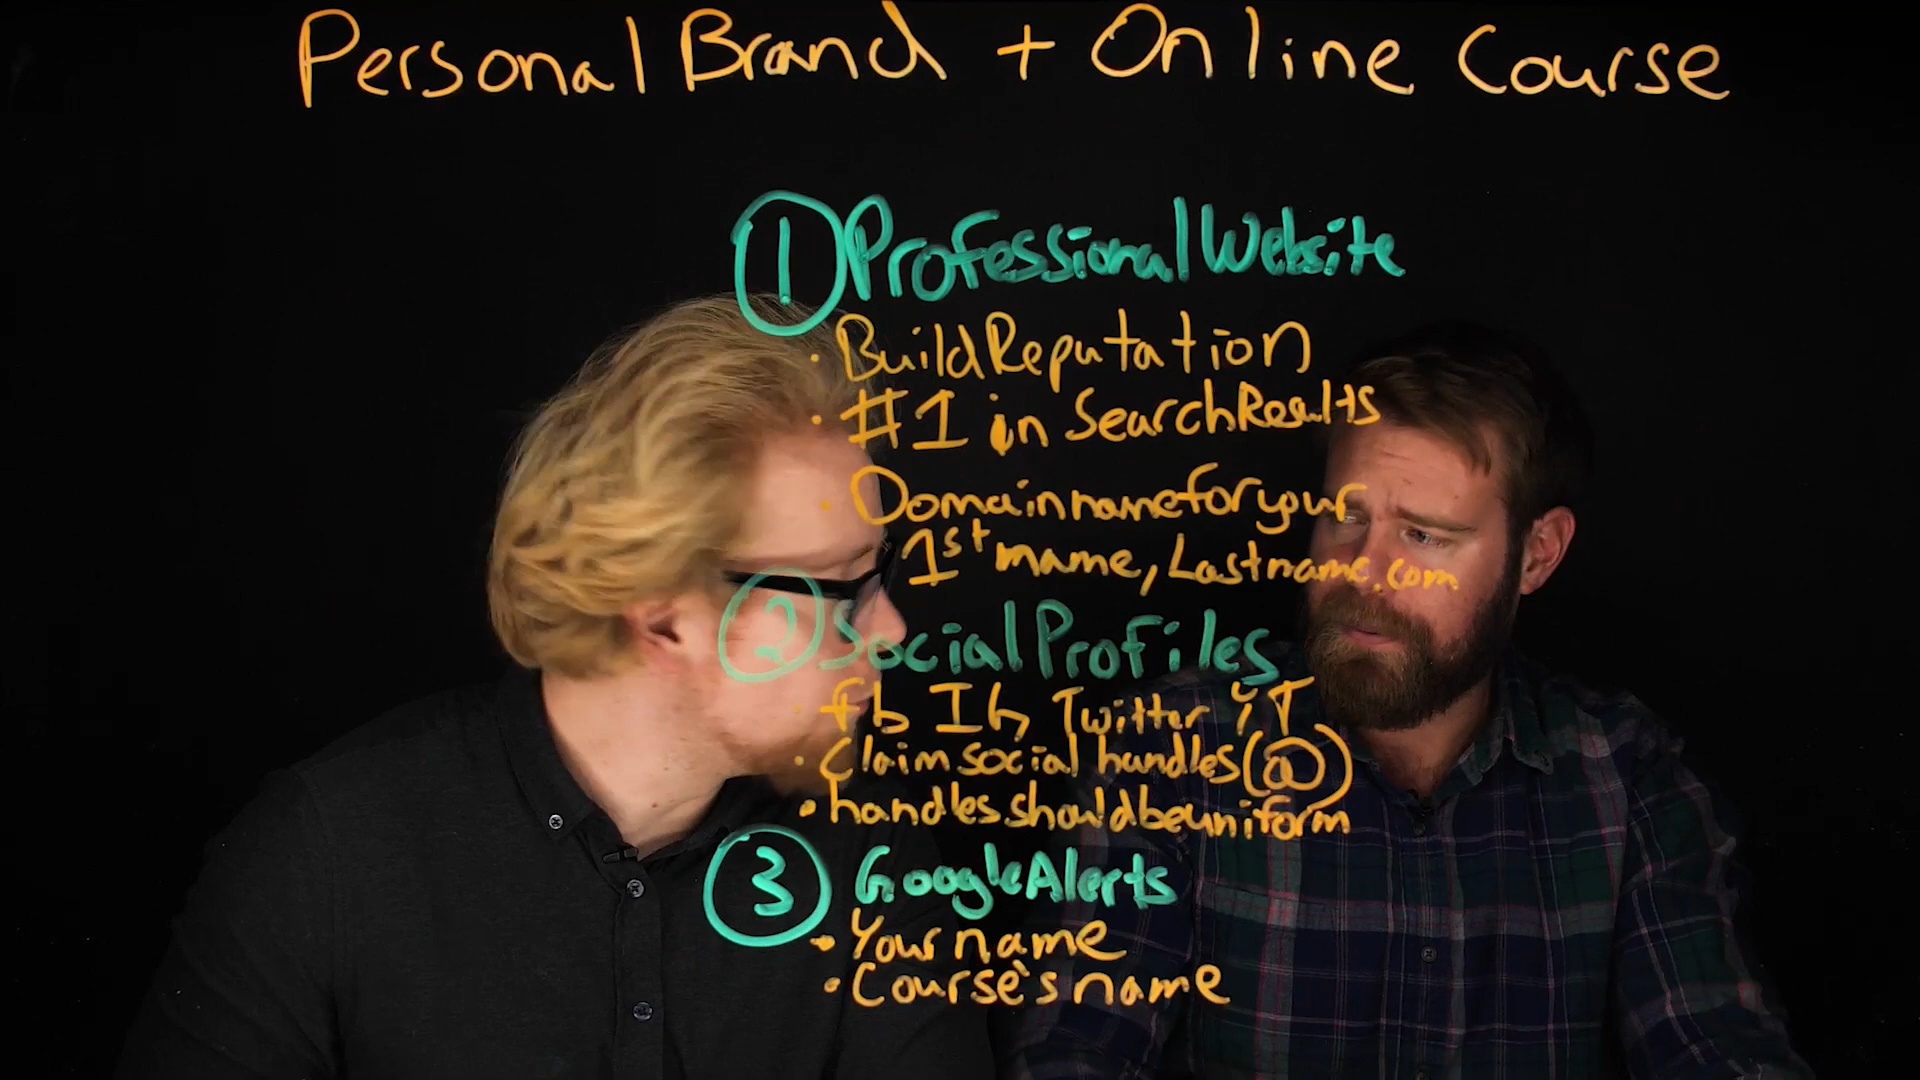 Personal Brand + Online Course
① Professional Website
· Build Reputation
· #1 in Search Results
· Domain name for your
1st name, Last name.com
② Social Profiles
· fb IG Twitter YT
· Claim social handles (@)
· handles should be uniform
③ Google Alerts
· Your name
· Course's name